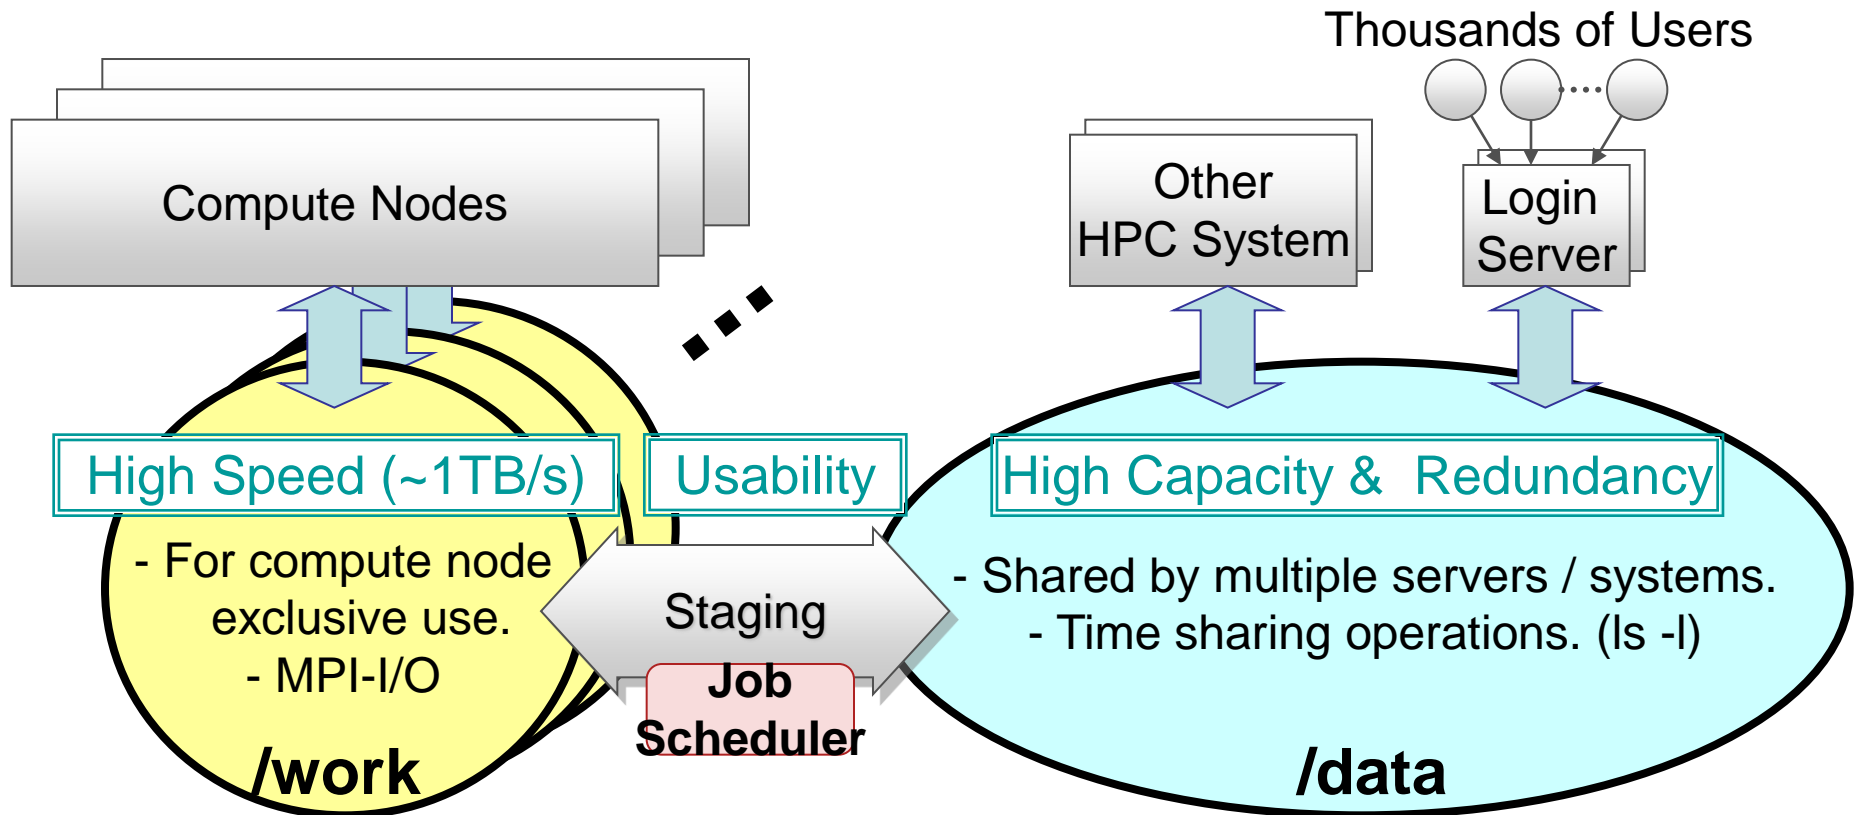 Thousands of Users
Compute Nodes
Other
HPC System
Login
Server
High Speed (~1TB/s)
Usability
High Capacity & Redundancy
- For compute node
exclusive use.
- MPI-I/O
Staging
Job
Scheduler
- Shared by multiple servers / systems.
- Time sharing operations. (ls -l)
/work
/data